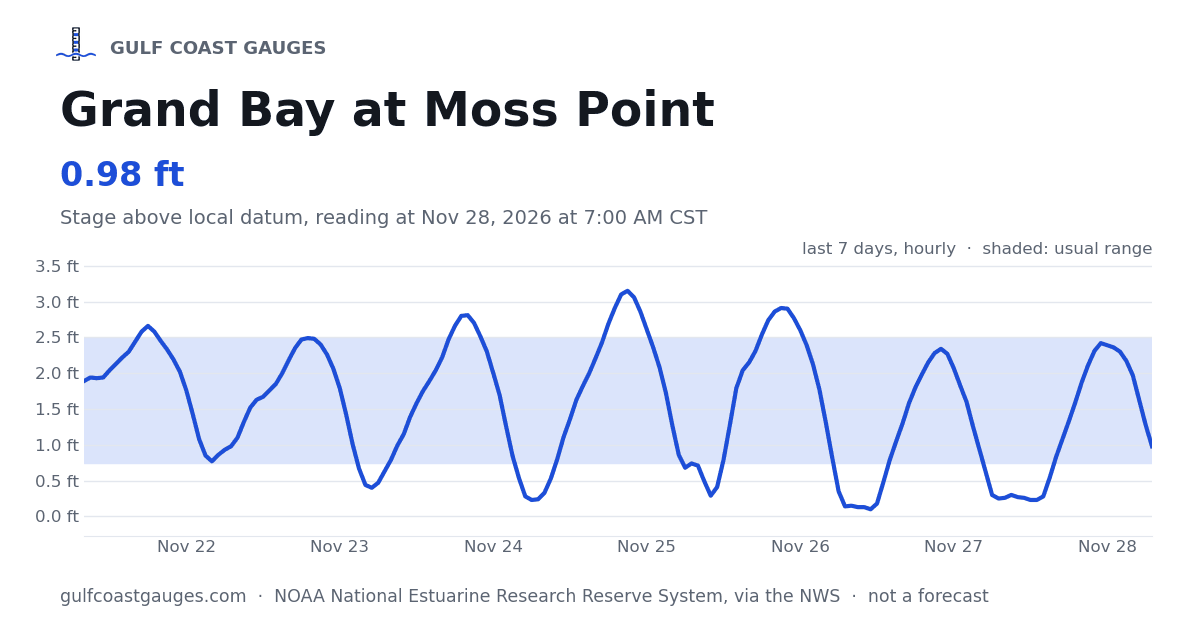 GULF COAST GAUGES
Grand Bay at Moss Point
0.98 ft
Stage above local datum, reading at Nov 28, 2026 at 7:00 AM CST
last 7 days, hourly · shaded: usual range
3.5 ft
3.0 ft
2.5 ft
2.0 ft
1.5 ft
1.0 ft
0.5 ft
0.0 ft
Nov 22 Nov 23 Nov 24 Nov 25 Nov 26 Nov 27 Nov 28
gulfcoastgauges.com · NOAA National Estuarine Research Reserve System, via the NWS · not a forecast